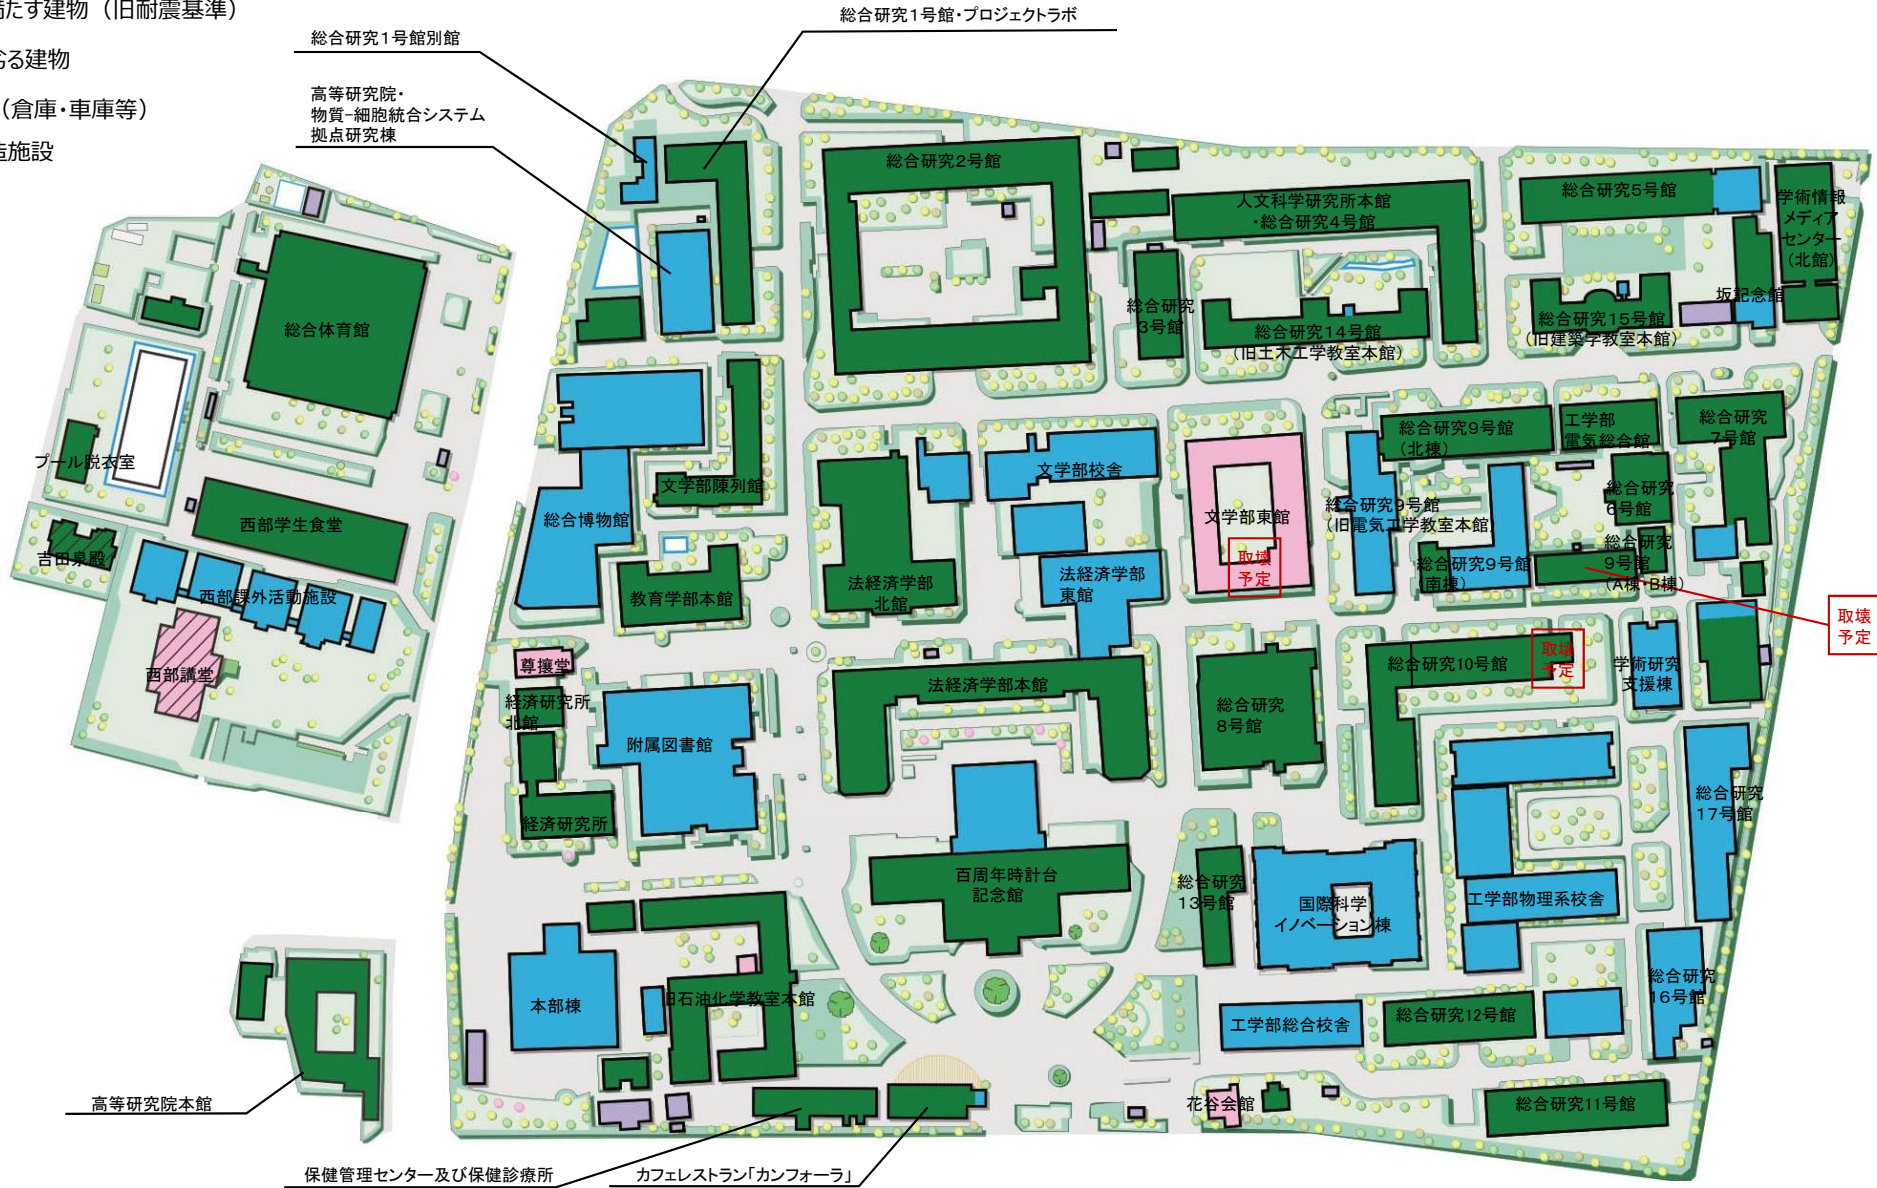 たす建物（旧耐震基準）
る建物
（倉庫・車庫等）
施設
総合研究１号館別館
総合研究１号館・プロジェクトラボ
高等研究院・
物質-細胞統合システム
拠点研究棟
総合研究２号館
人文科学研究所本館
・総合研究４号館
総合研究５号館
学術情報
メディア
センター
（北館）
総合研究
３号館
総合研究14号館
（旧土木工学教室本館）
総合研究15号館
（旧建築学教室本館）
坂記念館
総合体育館
プール脱衣室
西部学生食堂
吉田泉殿
西部課外活動施設
西部講堂
総合博物館
文学部陳列館
教育学部本館
法経済学部
北館
文学部校舎
法経済学部
東館
文学部東館
取壊
予定
総合研究９号館
（北棟）
工学部
電気総合館
総合研究
７号館
総合研究９号館
（旧電気工学教室本館）
総合研究
６号館
総合研究９号館
（南棟）
総合研究
９号館
（A棟・B棟）
取壊
予定
尊攘堂
経済研究所
北館
附属図書館
経済研究所
法経済学部本館
総合研究
８号館
総合研究10号館
取壊
予定
学術研究
支援棟
総合研究
17号館
百周年時計台
記念館
総合研究
13号館
国際科学
イノベーション棟
工学部物理系校舎
本部棟
旧石油化学教室本館
総合研究
16号館
工学部総合校舎
総合研究12号館
高等研究院本館
花谷会館
総合研究11号館
保健管理センター及び保健診療所
カフェレストラン「カンフォーラ」